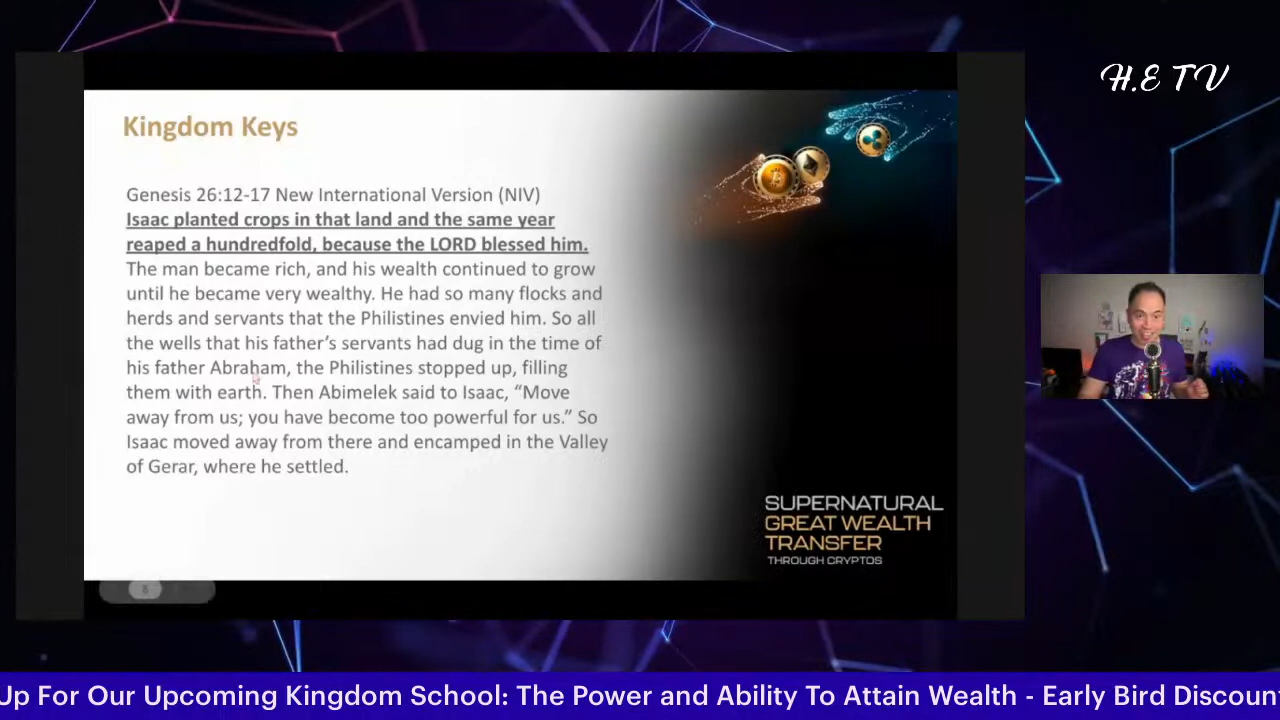 H.E TV
Kingdom Keys
Genesis 26:12-17 New International Version (NIV)
Isaac planted crops in that land and the same year
reaped a hundredfold, because the LORD blessed him.
The man became rich, and his wealth continued to grow
until he became very wealthy. He had so many flocks and
herds and servants that the Philistines envied him. So all
the wells that his father’s servants had dug in the time of
his father Abraham, the Philistines stopped up, filling
them with earth. Then Abimelek said to Isaac, “Move
away from us; you have become too powerful for us.” So
Isaac moved away from there and encamped in the Valley
of Gerar, where he settled.
SUPERNATURAL
GREAT WEALTH
TRANSFER
THROUGH CRYPTOS
8
Up For Our Upcoming Kingdom School: The Power and Ability To Attain Wealth - Early Bird Discoun